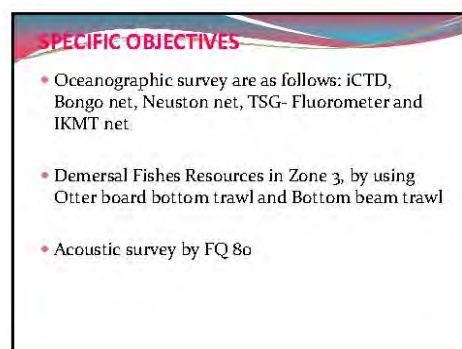 SPECIFIC OBJECTIVES
• Oceanographic survey are as follows: iCTD,
Bongo net, Neuston net, TSG- Fluorometer and
IKMT net
• Demersal Fishes Resources in Zone 3, by using
Otter board bottom trawl and Bottom beam trawl
• Acoustic survey by FQ 80